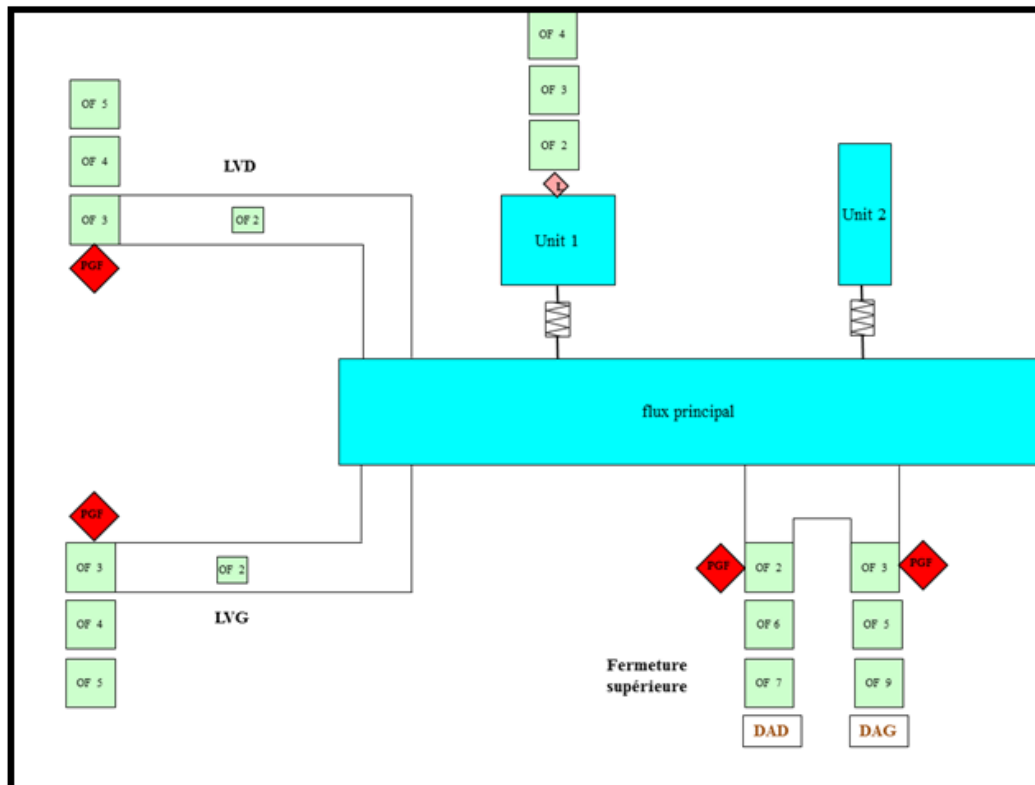 OF 4
OF 3
OF 2
L
Unit 1
Unit 2
OF 5
OF 4
LVD
OF 3
OF 2
PGF
flux principal
PGF
OF 3
OF 2
LVG
OF 4
OF 5
PGF
OF 2
OF 3
PGF
OF 6
OF 5
Fermeture
supérieure
OF 7
OF 9
DAD
DAG